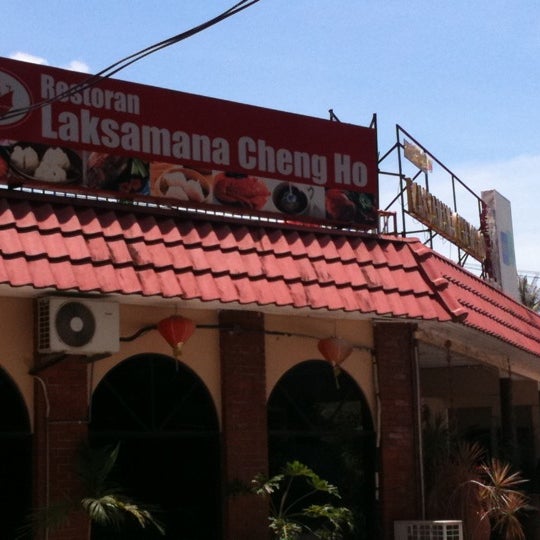 Restoran
Laksamana Cheng Ho